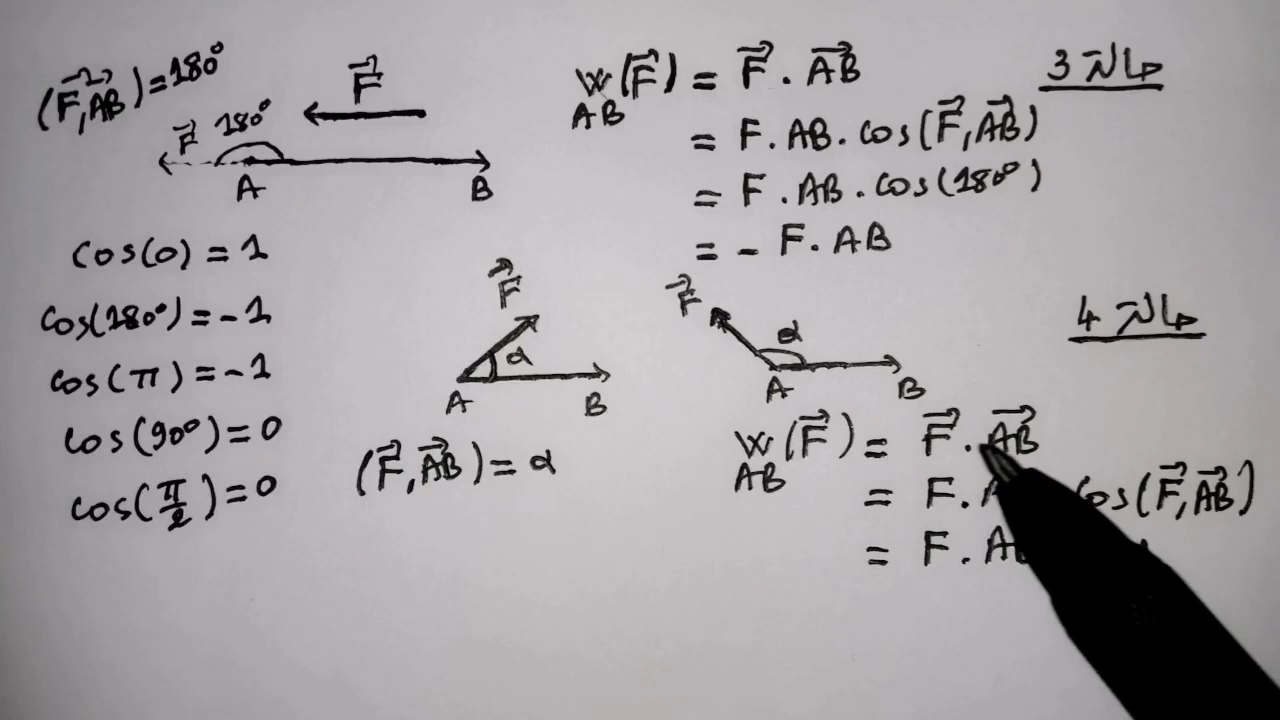 (F⃗,AB⃗)=180°
F⃗
F⃗ 180°
A B
W(F⃗) = F⃗ . AB⃗
AB
= F.AB.cos(F⃗,AB⃗)
= F.AB.cos(180°)
= - F.AB
حالة 3
cos(0) = 1
cos(180°) = -1
cos(π) = -1
cos(90°) = 0
cos(π/2) = 0
F⃗
α
A B
(F⃗,AB⃗) = α
F⃗
α
A B
حالة 4
W(F⃗) = F⃗ . AB⃗
AB
= F. cos(F⃗,AB⃗)
= F.